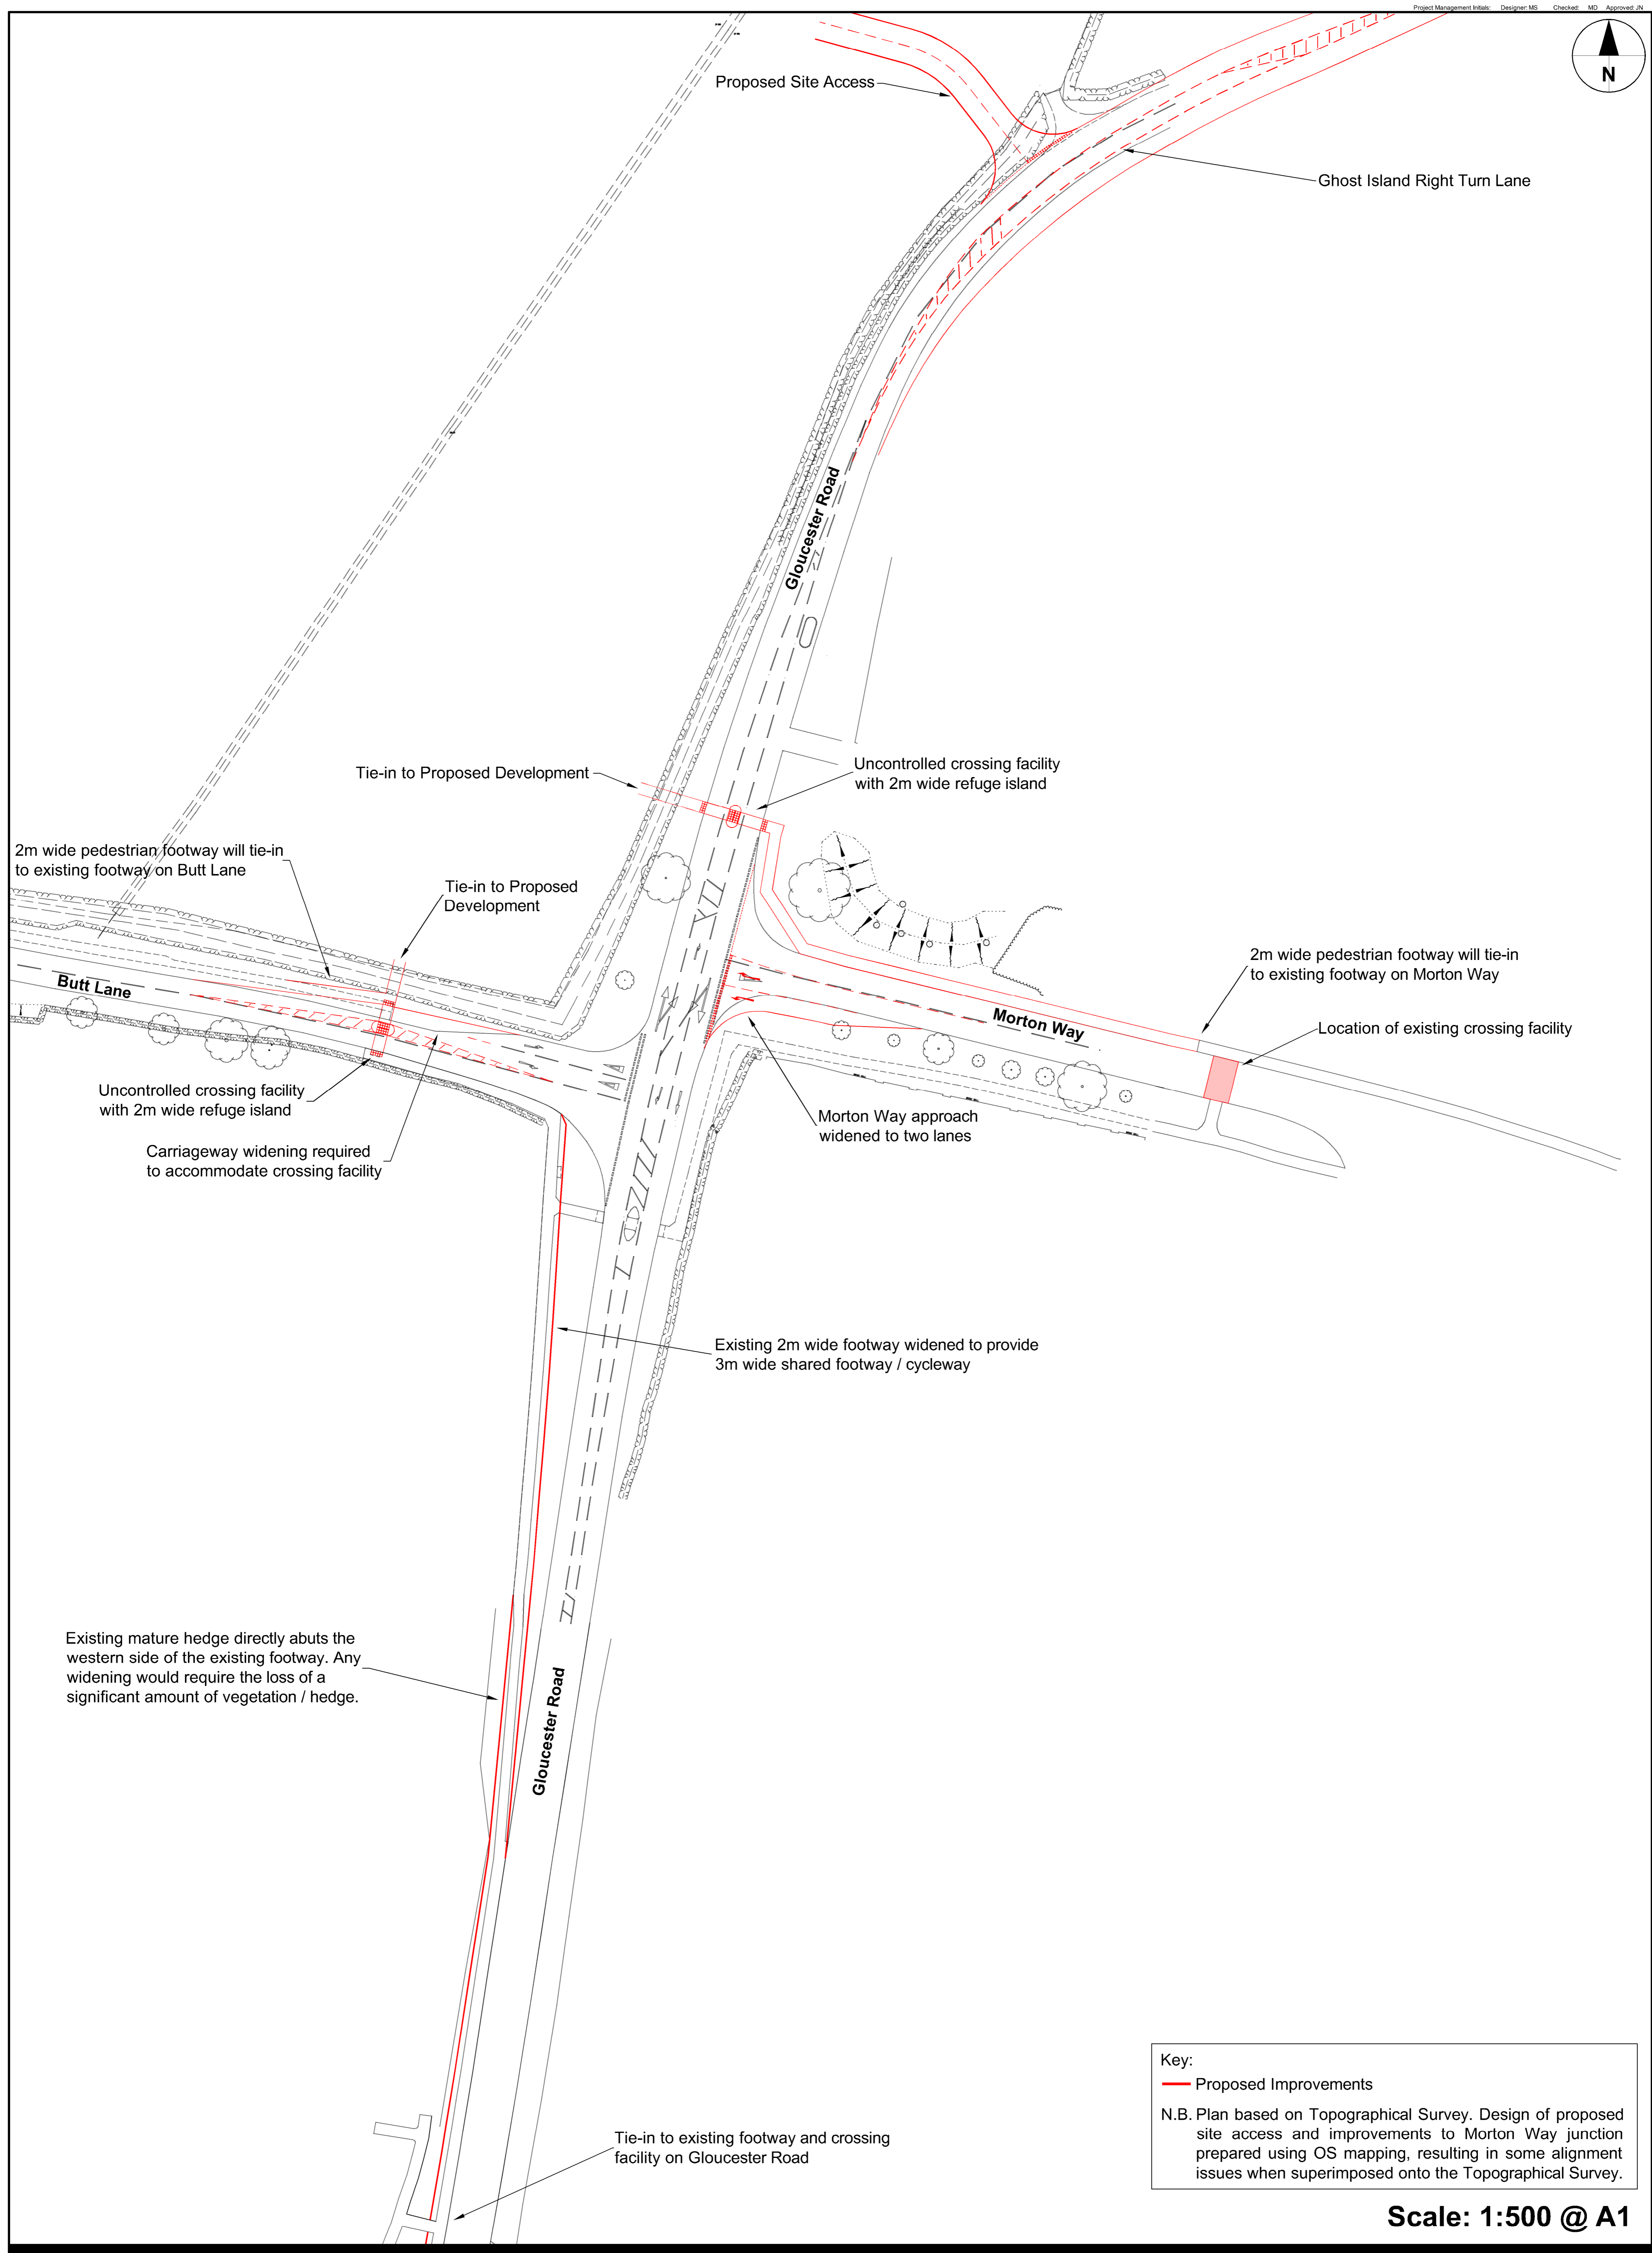 Project Management Initials: Designer: MS Checked: MD Approved: JN
N
Proposed Site Access
Ghost Island Right Turn Lane
Gloucester Road
Tie-in to Proposed Development
Uncontrolled crossing facility
with 2m wide refuge island
2m wide pedestrian footway will tie-in
to existing footway on Butt Lane
Tie-in to Proposed
Development
Butt Lane
2m wide pedestrian footway will tie-in
to existing footway on Morton Way
Morton Way
Location of existing crossing facility
Uncontrolled crossing facility
with 2m wide refuge island
Morton Way approach
widened to two lanes
Carriageway widening required
to accommodate crossing facility
Existing 2m wide footway widened to provide
3m wide shared footway / cycleway
Existing mature hedge directly abuts the
western side of the existing footway. Any
widening would require the loss of a
significant amount of vegetation / hedge.
Gloucester Road
Tie-in to existing footway and crossing
facility on Gloucester Road
Key:
Proposed Improvements
N.B. Plan based on Topographical Survey. Design of proposed
site access and improvements to Morton Way junction
prepared using OS mapping, resulting in some alignment
issues when superimposed onto the Topographical Survey.
Scale: 1:500 @ A1